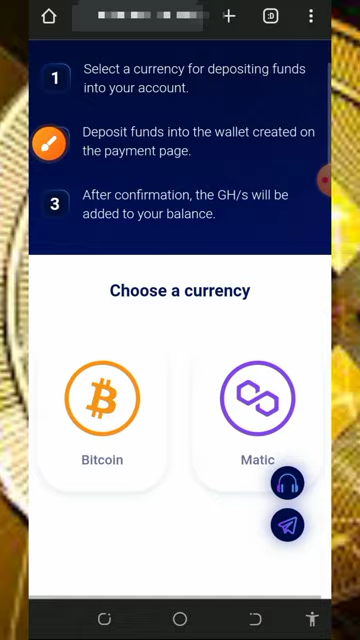 :D
1
Select a currency for depositing funds
into your account.
Deposit funds into the wallet created on
the payment page.
3
After confirmation, the GH/s will be
added to your balance.
Choose a currency
Bitcoin
Matic